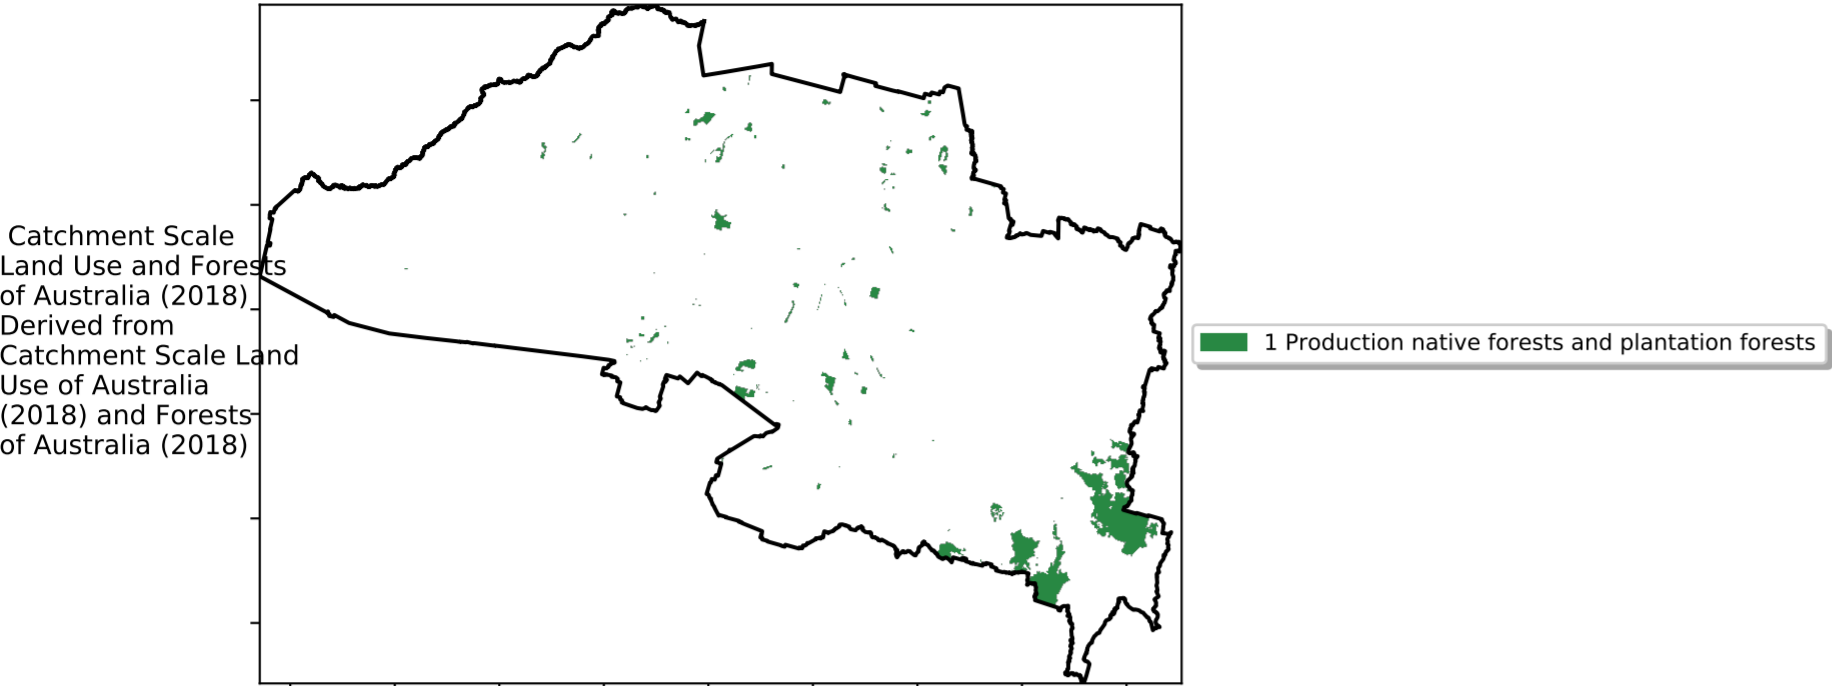 Catchment Scale
Land Use and Forests
of Australia (2018)
Derived from
Catchment Scale Land
Use of Australia
(2018) and Forests
of Australia (2018)
1 Production native forests and plantation forests